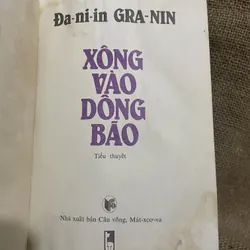 Đa-ni-in GRA-NIN
XÔNG
VÀO
DÔNG
BÃO
Tiểu thuyết
Nhà xuất bản Cầu vồng, Mát-xcơ-va